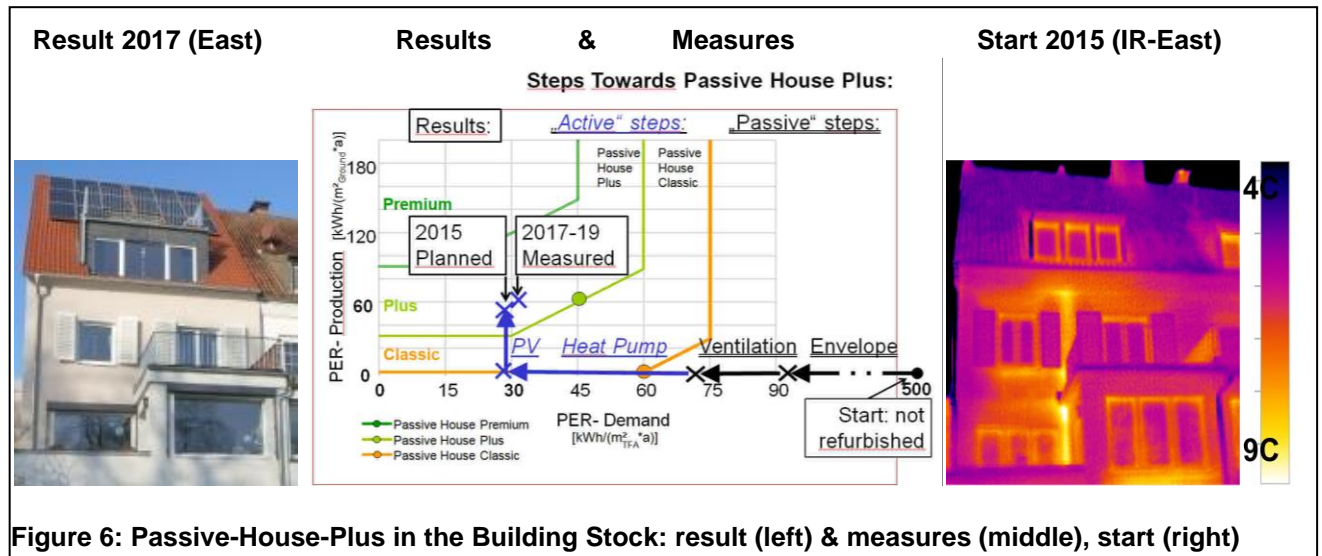 Result 2017 (East) Results & Measures Start 2015 (IR-East)
Steps Towards Passive House Plus:
Results: „Active“ steps: „Passive“ steps:
PER- Production [kWh/(m²Ground*a)]
180
120
60
0
Passive House Plus
Passive House Classic
Premium
Plus
Classic
2015 Planned
2017-19 Measured
PV Heat Pump Ventilation Envelope
0 15 30 45 60 75 90 500
PER- Demand
[kWh/(m²TFA*a)]
Passive House Premium
Passive House Plus
Passive House Classic
Start: not refurbished
4C
9C
Figure 6: Passive-House-Plus in the Building Stock: result (left) & measures (middle), start (right)